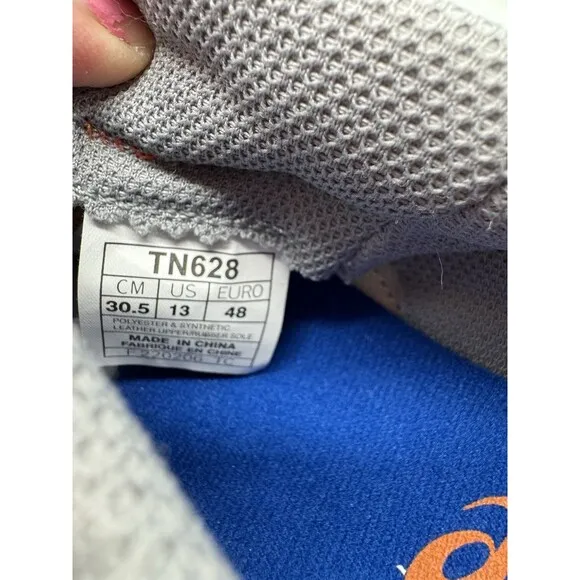 TN628
CM US EURO
30.5 13 48
POLYESTER & SYNTHETIC
LEATHER UPPER/RUBBER SOLE
MADE IN CHINA
FABRIQUE EN CHINE